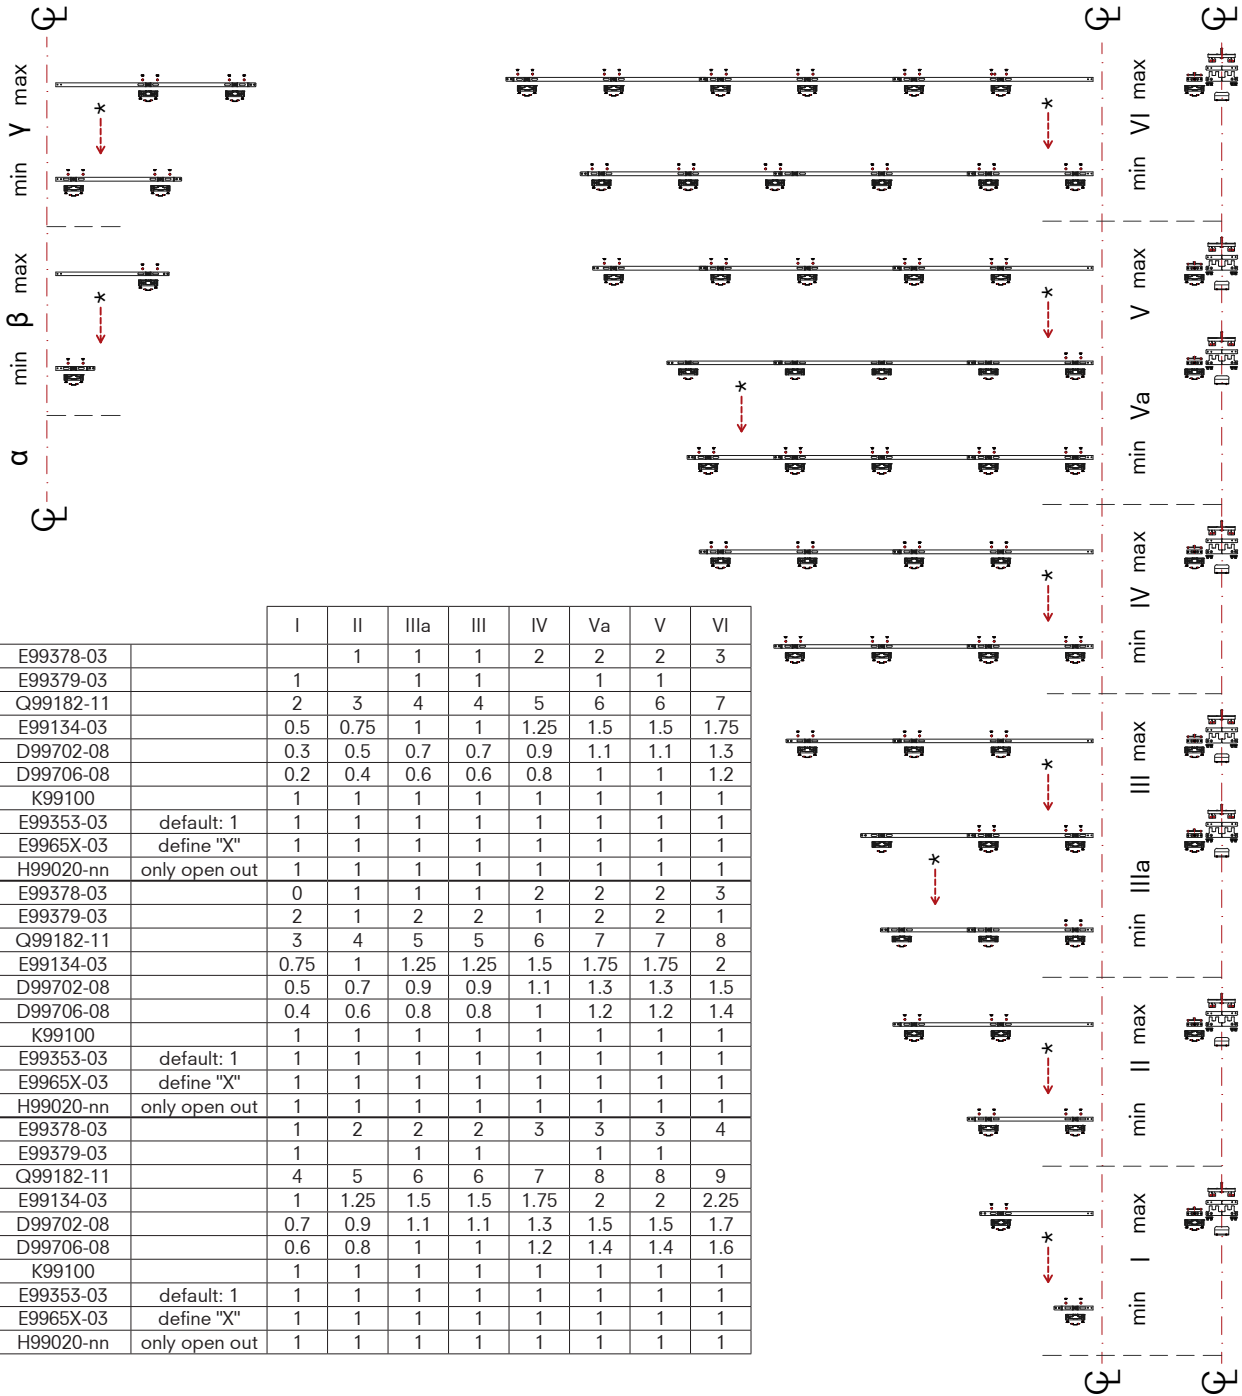 ℄
max
γ
min
max
β
min
α
℄
℄ ℄
max
VI
min
max
V
Va
min
max
IV
min
max
III
IIIa
min
max
II
min
max
I
min
℄ ℄
*
*
*
*
*
*
*
*
*
*
I II IIIa III IV Va V VI
E99378-03 1 1 1 2 2 2 3
E99379-03 1 1 1 1 1
Q99182-11 2 3 4 4 5 6 6 7
E99134-03 0.5 0.75 1 1 1.25 1.5 1.5 1.75
D99702-08 0.3 0.5 0.7 0.7 0.9 1.1 1.1 1.3
D99706-08 0.2 0.4 0.6 0.6 0.8 1 1 1.2
K99100 1 1 1 1 1 1 1 1
E99353-03 default: 1 1 1 1 1 1 1 1 1
E9965X-03 define "X" 1 1 1 1 1 1 1 1
H99020-nn only open out 1 1 1 1 1 1 1 1
E99378-03 0 1 1 1 2 2 2 3
E99379-03 2 1 2 2 1 2 2 1
Q99182-11 3 4 5 5 6 7 7 8
E99134-03 0.75 1 1.25 1.25 1.5 1.75 1.75 2
D99702-08 0.5 0.7 0.9 0.9 1.1 1.3 1.3 1.5
D99706-08 0.4 0.6 0.8 0.8 1 1.2 1.2 1.4
K99100 1 1 1 1 1 1 1 1
E99353-03 default: 1 1 1 1 1 1 1 1 1
E9965X-03 define "X" 1 1 1 1 1 1 1 1
H99020-nn only open out 1 1 1 1 1 1 1 1
E99378-03 1 2 2 2 3 3 3 4
E99379-03 1 1 1 1 1
Q99182-11 4 5 6 6 7 8 8 9
E99134-03 1 1.25 1.5 1.5 1.75 2 2 2.25
D99702-08 0.7 0.9 1.1 1.1 1.3 1.5 1.5 1.7
D99706-08 0.6 0.8 1 1 1.2 1.4 1.4 1.6
K99100 1 1 1 1 1 1 1 1
E99353-03 default: 1 1 1 1 1 1 1 1 1
E9965X-03 define "X" 1 1 1 1 1 1 1 1
H99020-nn only open out 1 1 1 1 1 1 1 1